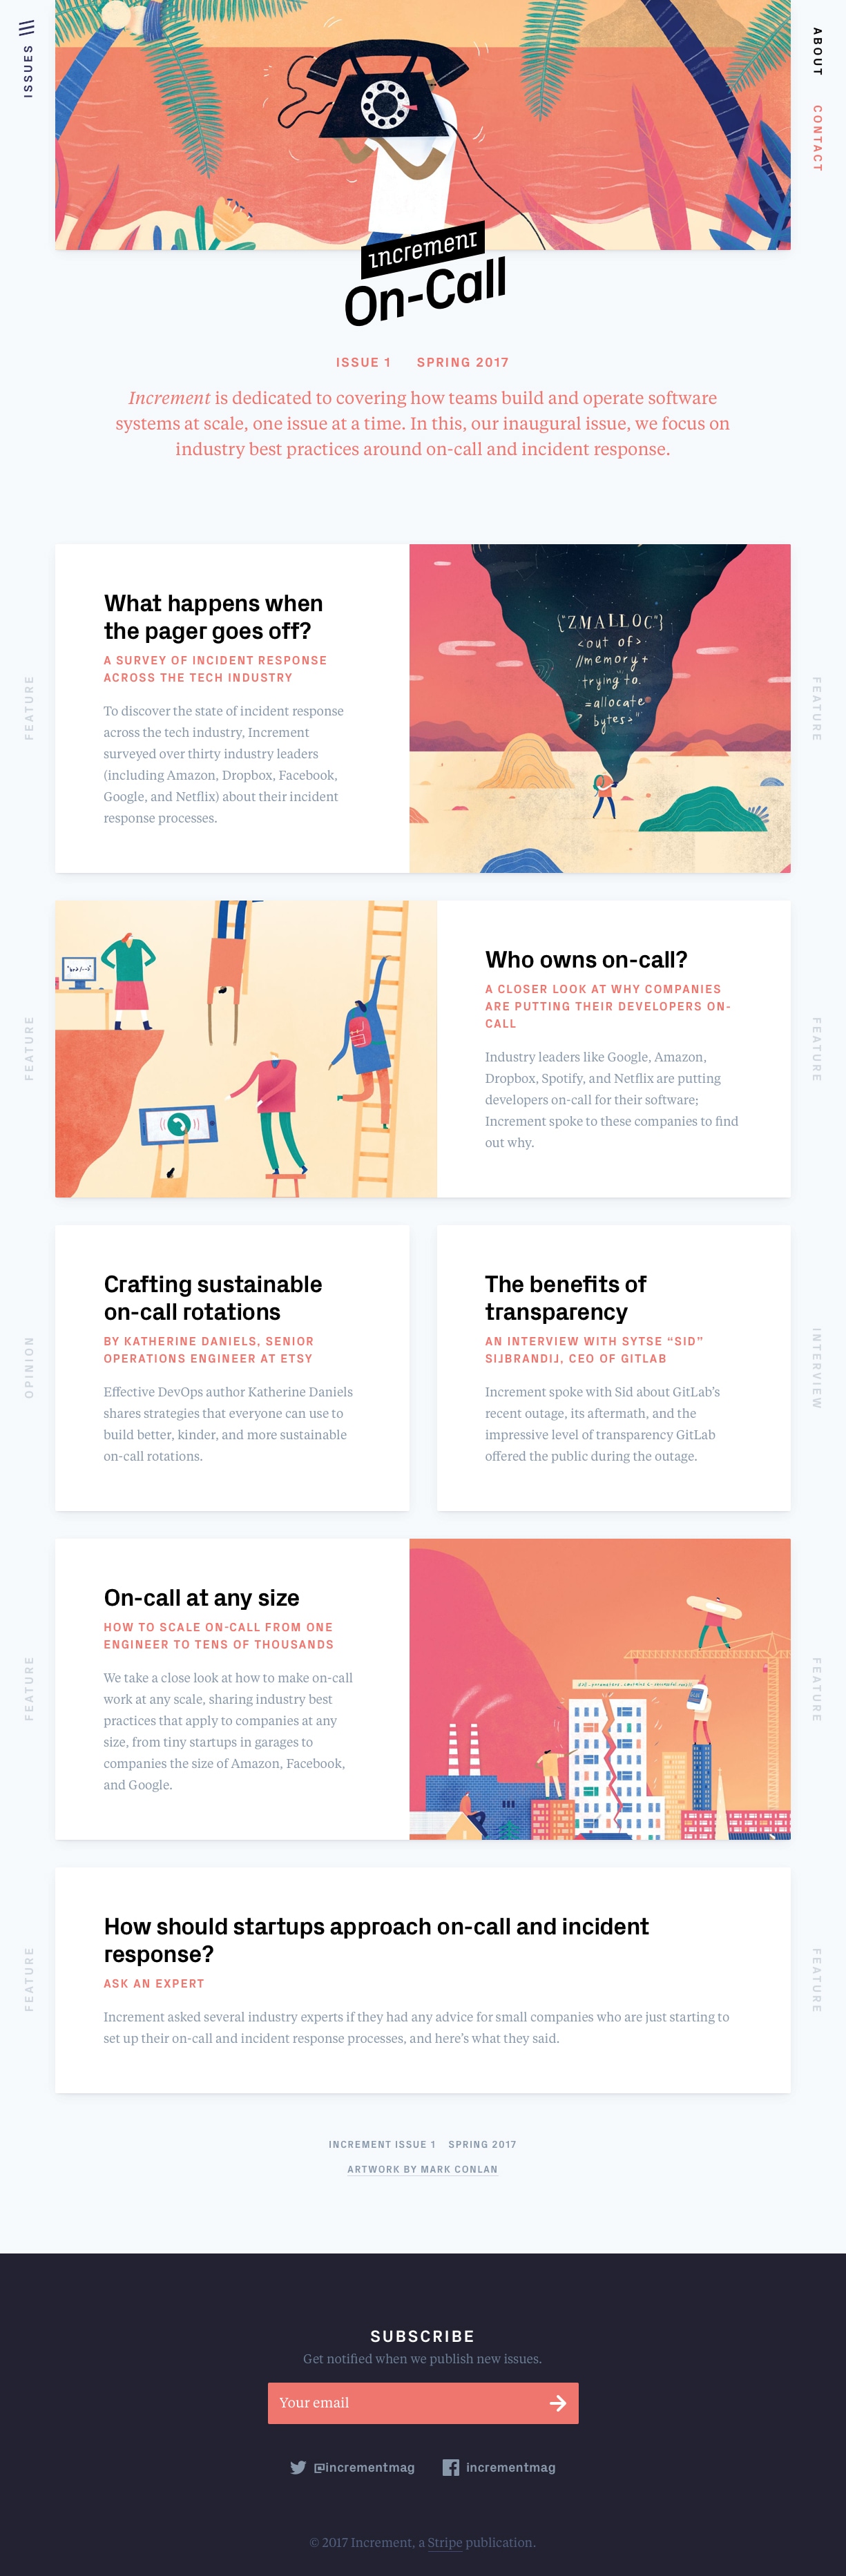 ISSUES
ABOUT
CONTACT
increment
On-Call
ISSUE 1 SPRING 2017
Increment is dedicated to covering how teams build and operate software
systems at scale, one issue at a time. In this, our inaugural issue, we focus on
industry best practices around on-call and incident response.
FEATURE
What happens when
the pager goes off?
A SURVEY OF INCIDENT RESPONSE
ACROSS THE TECH INDUSTRY
To discover the state of incident response
across the tech industry, Increment
surveyed over thirty industry leaders
(including Amazon, Dropbox, Facebook,
Google, and Netflix) about their incident
response processes.
{"ZMALLOC"}
<out of>
//memory+
trying to.
=allocate
bytes>"
FEATURE
FEATURE
Who owns on-call?
A CLOSER LOOK AT WHY COMPANIES
ARE PUTTING THEIR DEVELOPERS ON-
CALL
Industry leaders like Google, Amazon,
Dropbox, Spotify, and Netflix are putting
developers on-call for their software;
Increment spoke to these companies to find
out why.
FEATURE
OPINION
Crafting sustainable
on-call rotations
BY KATHERINE DANIELS, SENIOR
OPERATIONS ENGINEER AT ETSY
Effective DevOps author Katherine Daniels
shares strategies that everyone can use to
build better, kinder, and more sustainable
on-call rotations.
The benefits of
transparency
AN INTERVIEW WITH SYTSE “SID”
SIJBRANDIJ, CEO OF GITLAB
Increment spoke with Sid about GitLab’s
recent outage, its aftermath, and the
impressive level of transparency GitLab
offered the public during the outage.
INTERVIEW
FEATURE
On-call at any size
HOW TO SCALE ON-CALL FROM ONE
ENGINEER TO TENS OF THOUSANDS
We take a close look at how to make on-call
work at any scale, sharing industry best
practices that apply to companies at any
size, from tiny startups in garages to
companies the size of Amazon, Facebook,
and Google.
FEATURE
FEATURE
How should startups approach on-call and incident
response?
ASK AN EXPERT
Increment asked several industry experts if they had any advice for small companies who are just starting to
set up their on-call and incident response processes, and here’s what they said.
FEATURE
INCREMENT ISSUE 1 SPRING 2017
ARTWORK BY MARK CONLAN
SUBSCRIBE
Get notified when we publish new issues.
Your email
@incrementmag incrementmag
© 2017 Increment, a Stripe publication.